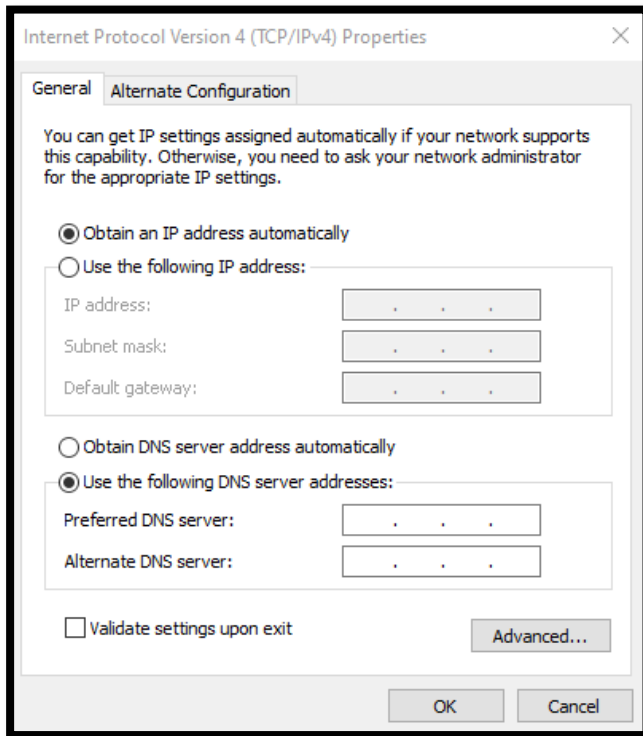 Internet Protocol Version 4 (TCP/IPv4) Properties
General
Alternate Configuration
You can get IP settings assigned automatically if your network supports
this capability. Otherwise, you need to ask your network administrator
for the appropriate IP settings.
Obtain an IP address automatically
Use the following IP address:
IP address:
. . .
Subnet mask:
. . .
Default gateway:
. . .
Obtain DNS server address automatically
Use the following DNS server addresses:
Preferred DNS server:
. . .
Alternate DNS server:
. . .
Validate settings upon exit
Advanced...
OK
Cancel